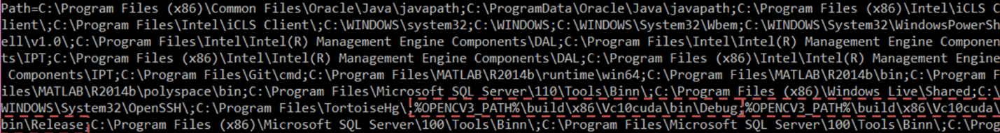 Path=C:\Program Files (x86)\Common Files\Oracle\Java\javapath;C:\ProgramData\Oracle\Java\javapath;C:\Program Files (x86)\Intel\iCLS C
lient\;C:\Program Files\Intel\iCLS Client\;C:\WINDOWS\system32;C:\WINDOWS;C:\WINDOWS\System32\Wbem;C:\WINDOWS\System32\WindowsPowerSh
ell\v1.0\;C:\Program Files\Intel\Intel(R) Management Engine Components\DAL;C:\Program Files\Intel\Intel(R) Management Engine Componen
ts\IPT;C:\Program Files (x86)\Intel\Intel(R) Management Engine Components\DAL;C:\Program Files (x86)\Intel\Intel(R) Management Engine
 Components\IPT;C:\Program Files\Git\cmd;C:\Program Files\MATLAB\R2014b\runtime\win64;C:\Program Files\MATLAB\R2014b\bin;C:\Program F
iles\MATLAB\R2014b\polyspace\bin;C:\Program Files\Microsoft SQL Server\110\Tools\Binn\;C:\Program Files (x86)\Windows Live\Shared;C:\
WINDOWS\System32\OpenSSH\;C:\Program Files\TortoiseHg\;%OPENCV3_PATH%\build\x86\Vc10cuda\bin\Debug;%OPENCV3_PATH%\build\x86\Vc10cuda\
bin\Release;C:\Program Files (x86)\Microsoft SQL Server\100\Tools\Binn\;C:\Program Files\Microsoft SQL Server\100\Tools\Binn\;C:\Prog